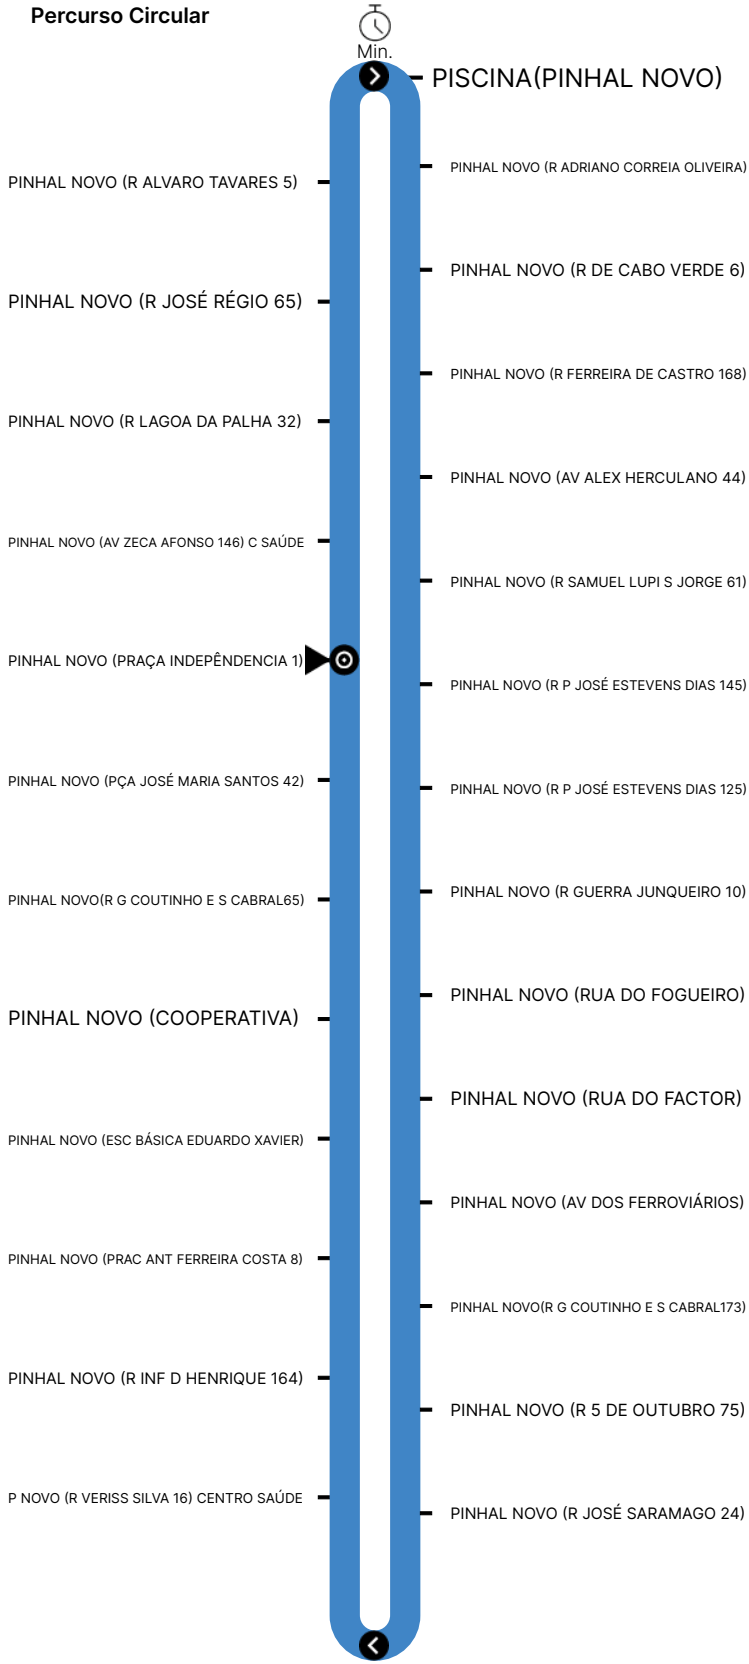 Percurso Circular
Min.
PISCINA(PINHAL NOVO)
PINHAL NOVO (R ADRIANO CORREIA OLIVEIRA)
PINHAL NOVO (R DE CABO VERDE 6)
PINHAL NOVO (R FERREIRA DE CASTRO 168)
PINHAL NOVO (AV ALEX HERCULANO 44)
PINHAL NOVO (R SAMUEL LUPI S JORGE 61)
PINHAL NOVO (R P JOSÉ ESTEVENS DIAS 145)
PINHAL NOVO (R P JOSÉ ESTEVENS DIAS 125)
PINHAL NOVO (R GUERRA JUNQUEIRO 10)
PINHAL NOVO (RUA DO FOGUEIRO)
PINHAL NOVO (RUA DO FACTOR)
PINHAL NOVO (AV DOS FERROVIÁRIOS)
PINHAL NOVO(R G COUTINHO E S CABRAL173)
PINHAL NOVO (R 5 DE OUTUBRO 75)
PINHAL NOVO (R JOSÉ SARAMAGO 24)
PINHAL NOVO (R ALVARO TAVARES 5)
PINHAL NOVO (R JOSÉ RÉGIO 65)
PINHAL NOVO (R LAGOA DA PALHA 32)
PINHAL NOVO (AV ZECA AFONSO 146) C SAÚDE
PINHAL NOVO (PRAÇA INDEPÊNDENCIA 1)
PINHAL NOVO (PÇA JOSÉ MARIA SANTOS 42)
PINHAL NOVO(R G COUTINHO E S CABRAL65)
PINHAL NOVO (COOPERATIVA)
PINHAL NOVO (ESC BÁSICA EDUARDO XAVIER)
PINHAL NOVO (PRAC ANT FERREIRA COSTA 8)
PINHAL NOVO (R INF D HENRIQUE 164)
P NOVO (R VERISS SILVA 16) CENTRO SAÚDE